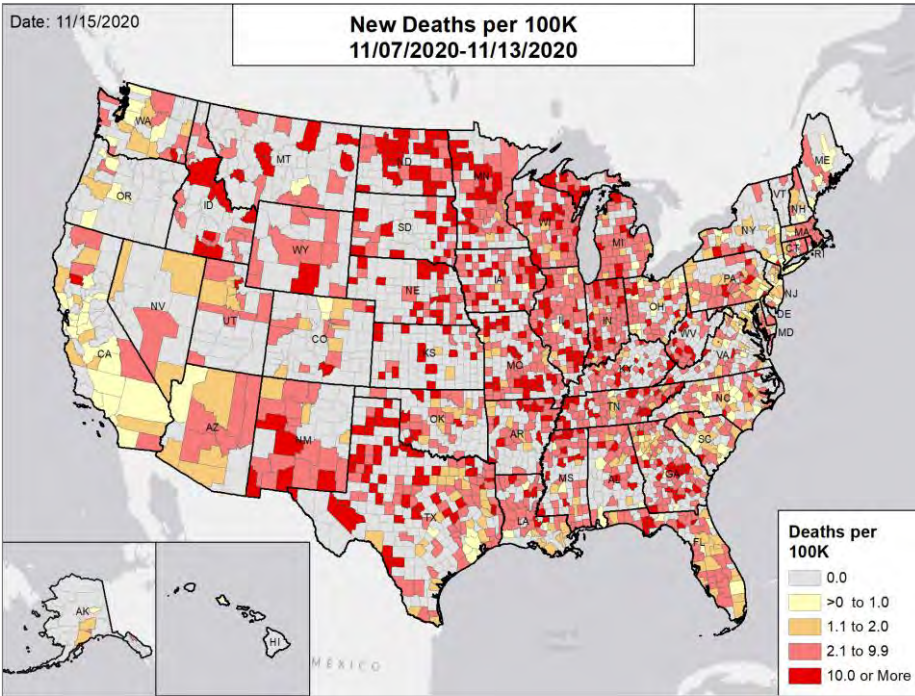 Date: 11/15/2020
New Deaths per 100K
11/07/2020-11/13/2020
WA
MT
ND
MN
ME
OR
ID
SD
WI
MI
VT
NH
NY
MA
CT
RI
WY
NE
IA
PA
NJ
NV
UT
CO
IL
IN
OH
WV
DE
MD
CA
KS
MO
KY
VA
AZ
NM
OK
AR
TN
NC
SC
TX
LA
MS
AL
GA
FL
AK
HI
MÉXICO
Deaths per
100K
0.0
>0 to 1.0
1.1 to 2.0
2.1 to 9.9
10.0 or More